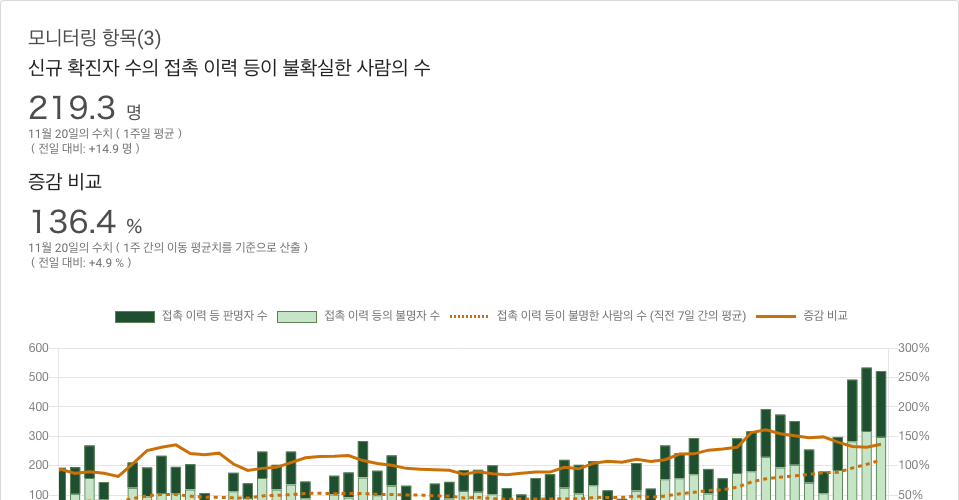 모니터링 항목(3)
신규 확진자 수의 접촉 이력 등이 불확실한 사람의 수
219.3 명
11월 20일의 수치 ( 1주일 평균 )
( 전일 대비: +14.9 명 )
증감 비교
136.4 %
11월 20일의 수치 ( 1주 간의 이동 평균치를 기준으로 산출 )
( 전일 대비: +4.9 % )
접촉 이력 등 판명자 수 접촉 이력 등의 불명자 수 접촉 이력 등이 불명한 사람의 수 (직전 7일 간의 평균) 증감 비교
600 300%
500 250%
400 200%
300 150%
200 100%
100 50%